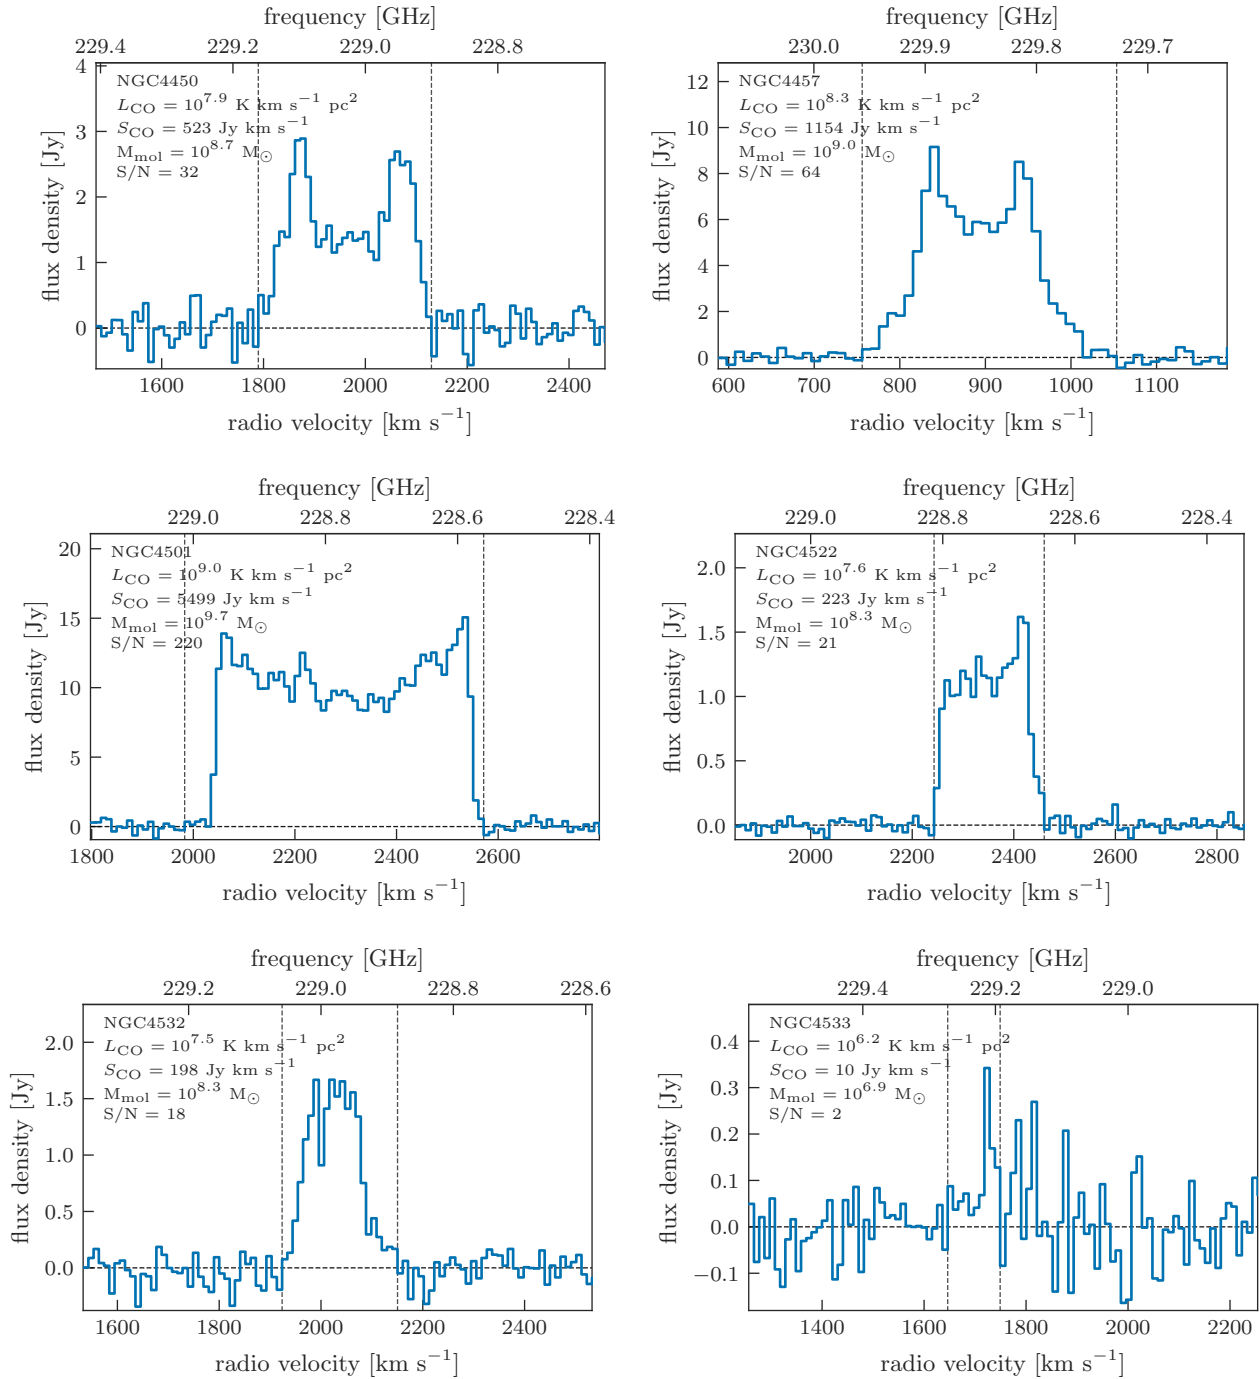 frequency [GHz]
229.4 229.2 229.0 228.8
NGC4450
L_CO = 10^7.9 K km s^−1 pc^2
S_CO = 523 Jy km s^−1
M_mol = 10^8.7 M_⊙
S/N = 32
4
3
2
1
0
flux density [Jy]
1600 1800 2000 2200 2400
radio velocity [km s^−1]
frequency [GHz]
230.0 229.9 229.8 229.7
NGC4457
L_CO = 10^8.3 K km s^−1 pc^2
S_CO = 1154 Jy km s^−1
M_mol = 10^9.0 M_⊙
S/N = 64
12
10
8
6
4
2
0
flux density [Jy]
600 700 800 900 1000 1100
radio velocity [km s^−1]
frequency [GHz]
229.0 228.8 228.6 228.4
NGC4501
L_CO = 10^9.0 K km s^−1 pc^2
S_CO = 5499 Jy km s^−1
M_mol = 10^9.7 M_⊙
S/N = 220
20
15
10
5
0
flux density [Jy]
1800 2000 2200 2400 2600
radio velocity [km s^−1]
frequency [GHz]
229.0 228.8 228.6 228.4
NGC4522
L_CO = 10^7.6 K km s^−1 pc^2
S_CO = 223 Jy km s^−1
M_mol = 10^8.3 M_⊙
S/N = 21
2.0
1.5
1.0
0.5
0.0
flux density [Jy]
2000 2200 2400 2600 2800
radio velocity [km s^−1]
frequency [GHz]
229.2 229.0 228.8 228.6
NGC4532
L_CO = 10^7.5 K km s^−1 pc^2
S_CO = 198 Jy km s^−1
M_mol = 10^8.3 M_⊙
S/N = 18
2.0
1.5
1.0
0.5
0.0
flux density [Jy]
1600 1800 2000 2200 2400
radio velocity [km s^−1]
frequency [GHz]
229.4 229.2 229.0
NGC4533
L_CO = 10^6.2 K km s^−1 pc^2
S_CO = 10 Jy km s^−1
M_mol = 10^6.9 M_⊙
S/N = 2
0.4
0.3
0.2
0.1
0.0
−0.1
flux density [Jy]
1400 1600 1800 2000 2200
radio velocity [km s^−1]